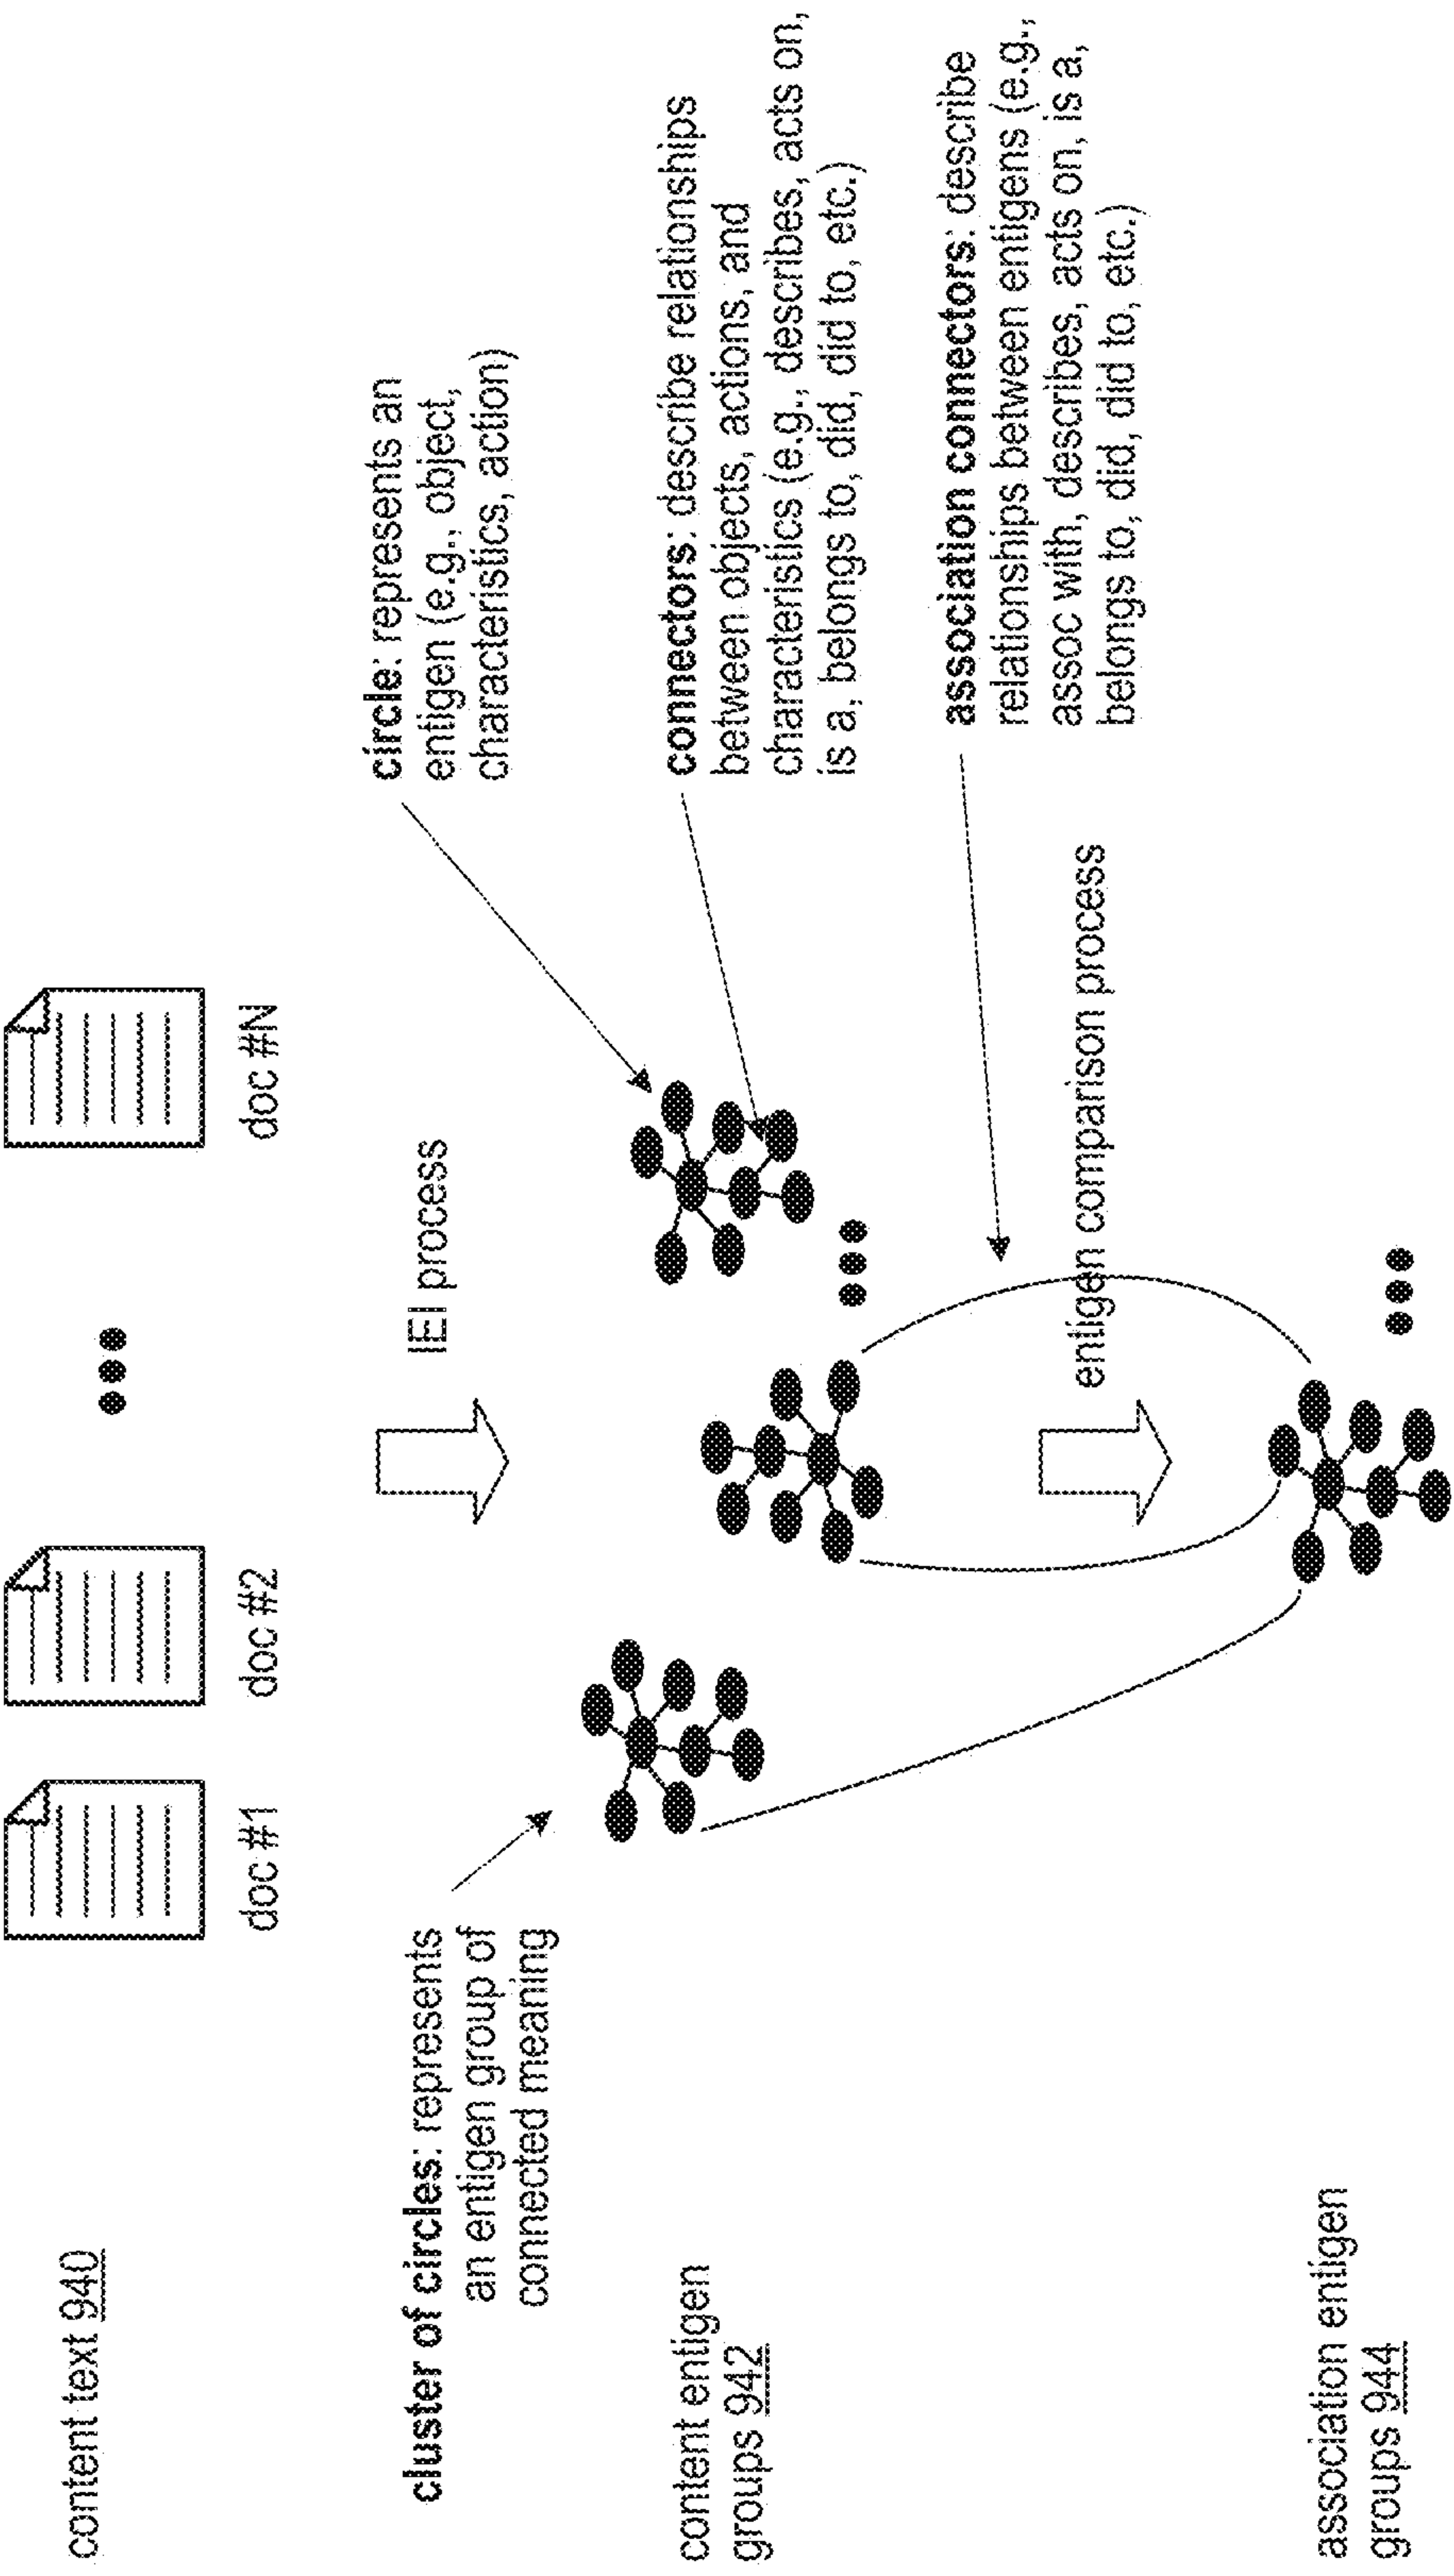 content text 940
doc #1
doc #2
doc #N
IEI process
cluster of circles: represents
an entigen group of
connected meaning
circle: represents an
entigen (e.g., object,
characteristics, action)
content entigen
groups 942
connectors: describe relationships
between objects, actions, and
characteristics (e.g., describes, acts on,
is a, belongs to, did, did to, etc.)
association connectors: describe
relationships between entigens (e.g.,
assoc with, describes, acts on, is a,
belongs to, did, did to, etc.)
entigen comparison process
association entigen
groups 944